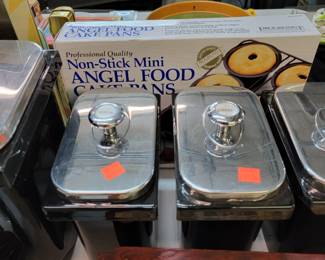 ANGEL FOOD
CAKE PANS
Professional Quality
Non-Stick Mini
ANGEL FOOD
CAKE PANS